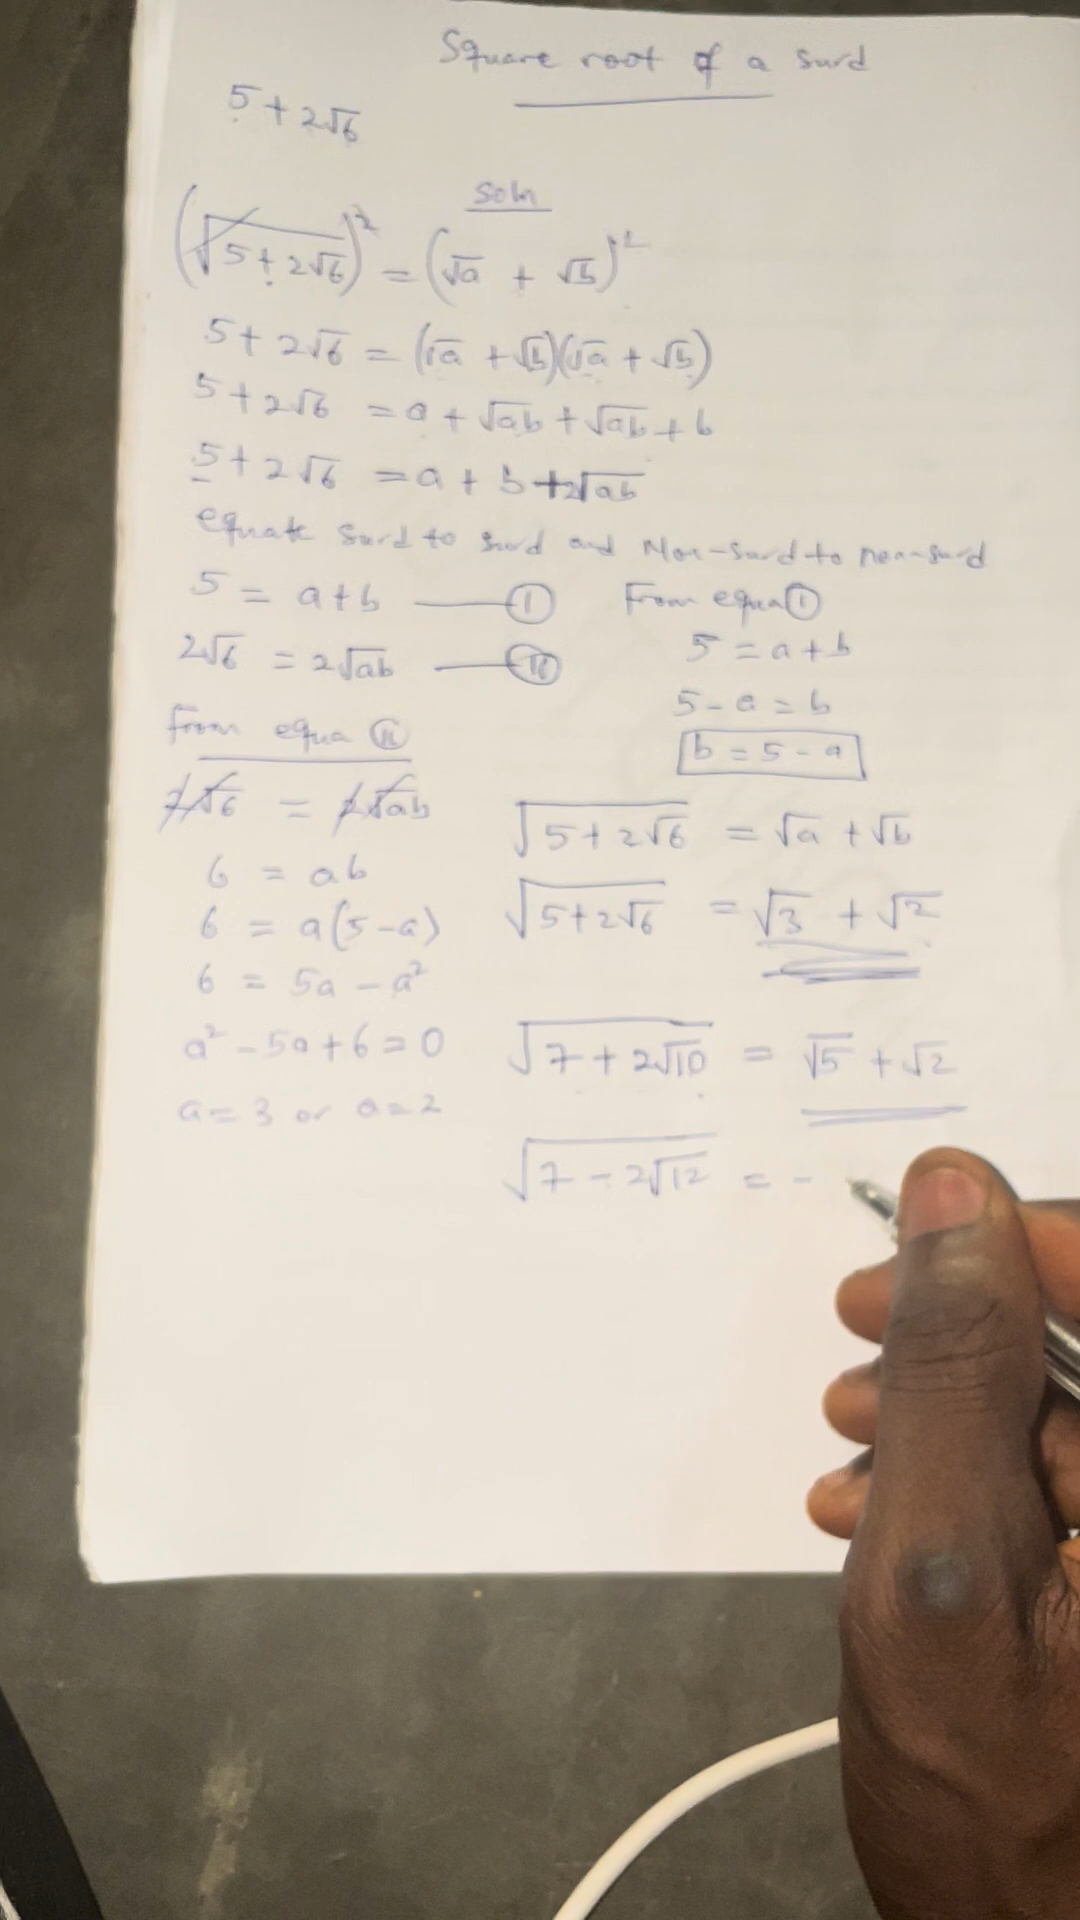 Square root of a surd
5 + 2√6
soln
(√(5 + 2√6))² = (√a + √b)²
5 + 2√6 = (√a + √b)(√a + √b)
5 + 2√6 = a + √ab + √ab + b
5 + 2√6 = a + b + 2√ab
equate surd to surd and Non-surd to non-surd
5 = a + b —— (i)
2√6 = 2√ab —— (ii)
from equa (ii)
2√6 = 2√ab
6 = ab
6 = a(5 - a)
6 = 5a - a²
a² - 5a + 6 = 0
a = 3 or a = 2
From equa (i)
5 = a + b
5 - a = b
b = 5 - a
√(5 + 2√6) = √a + √b
√(5 + 2√6) = √3 + √2
√(7 + 2√10) = √5 + √2
√(7 - 2√12) = -